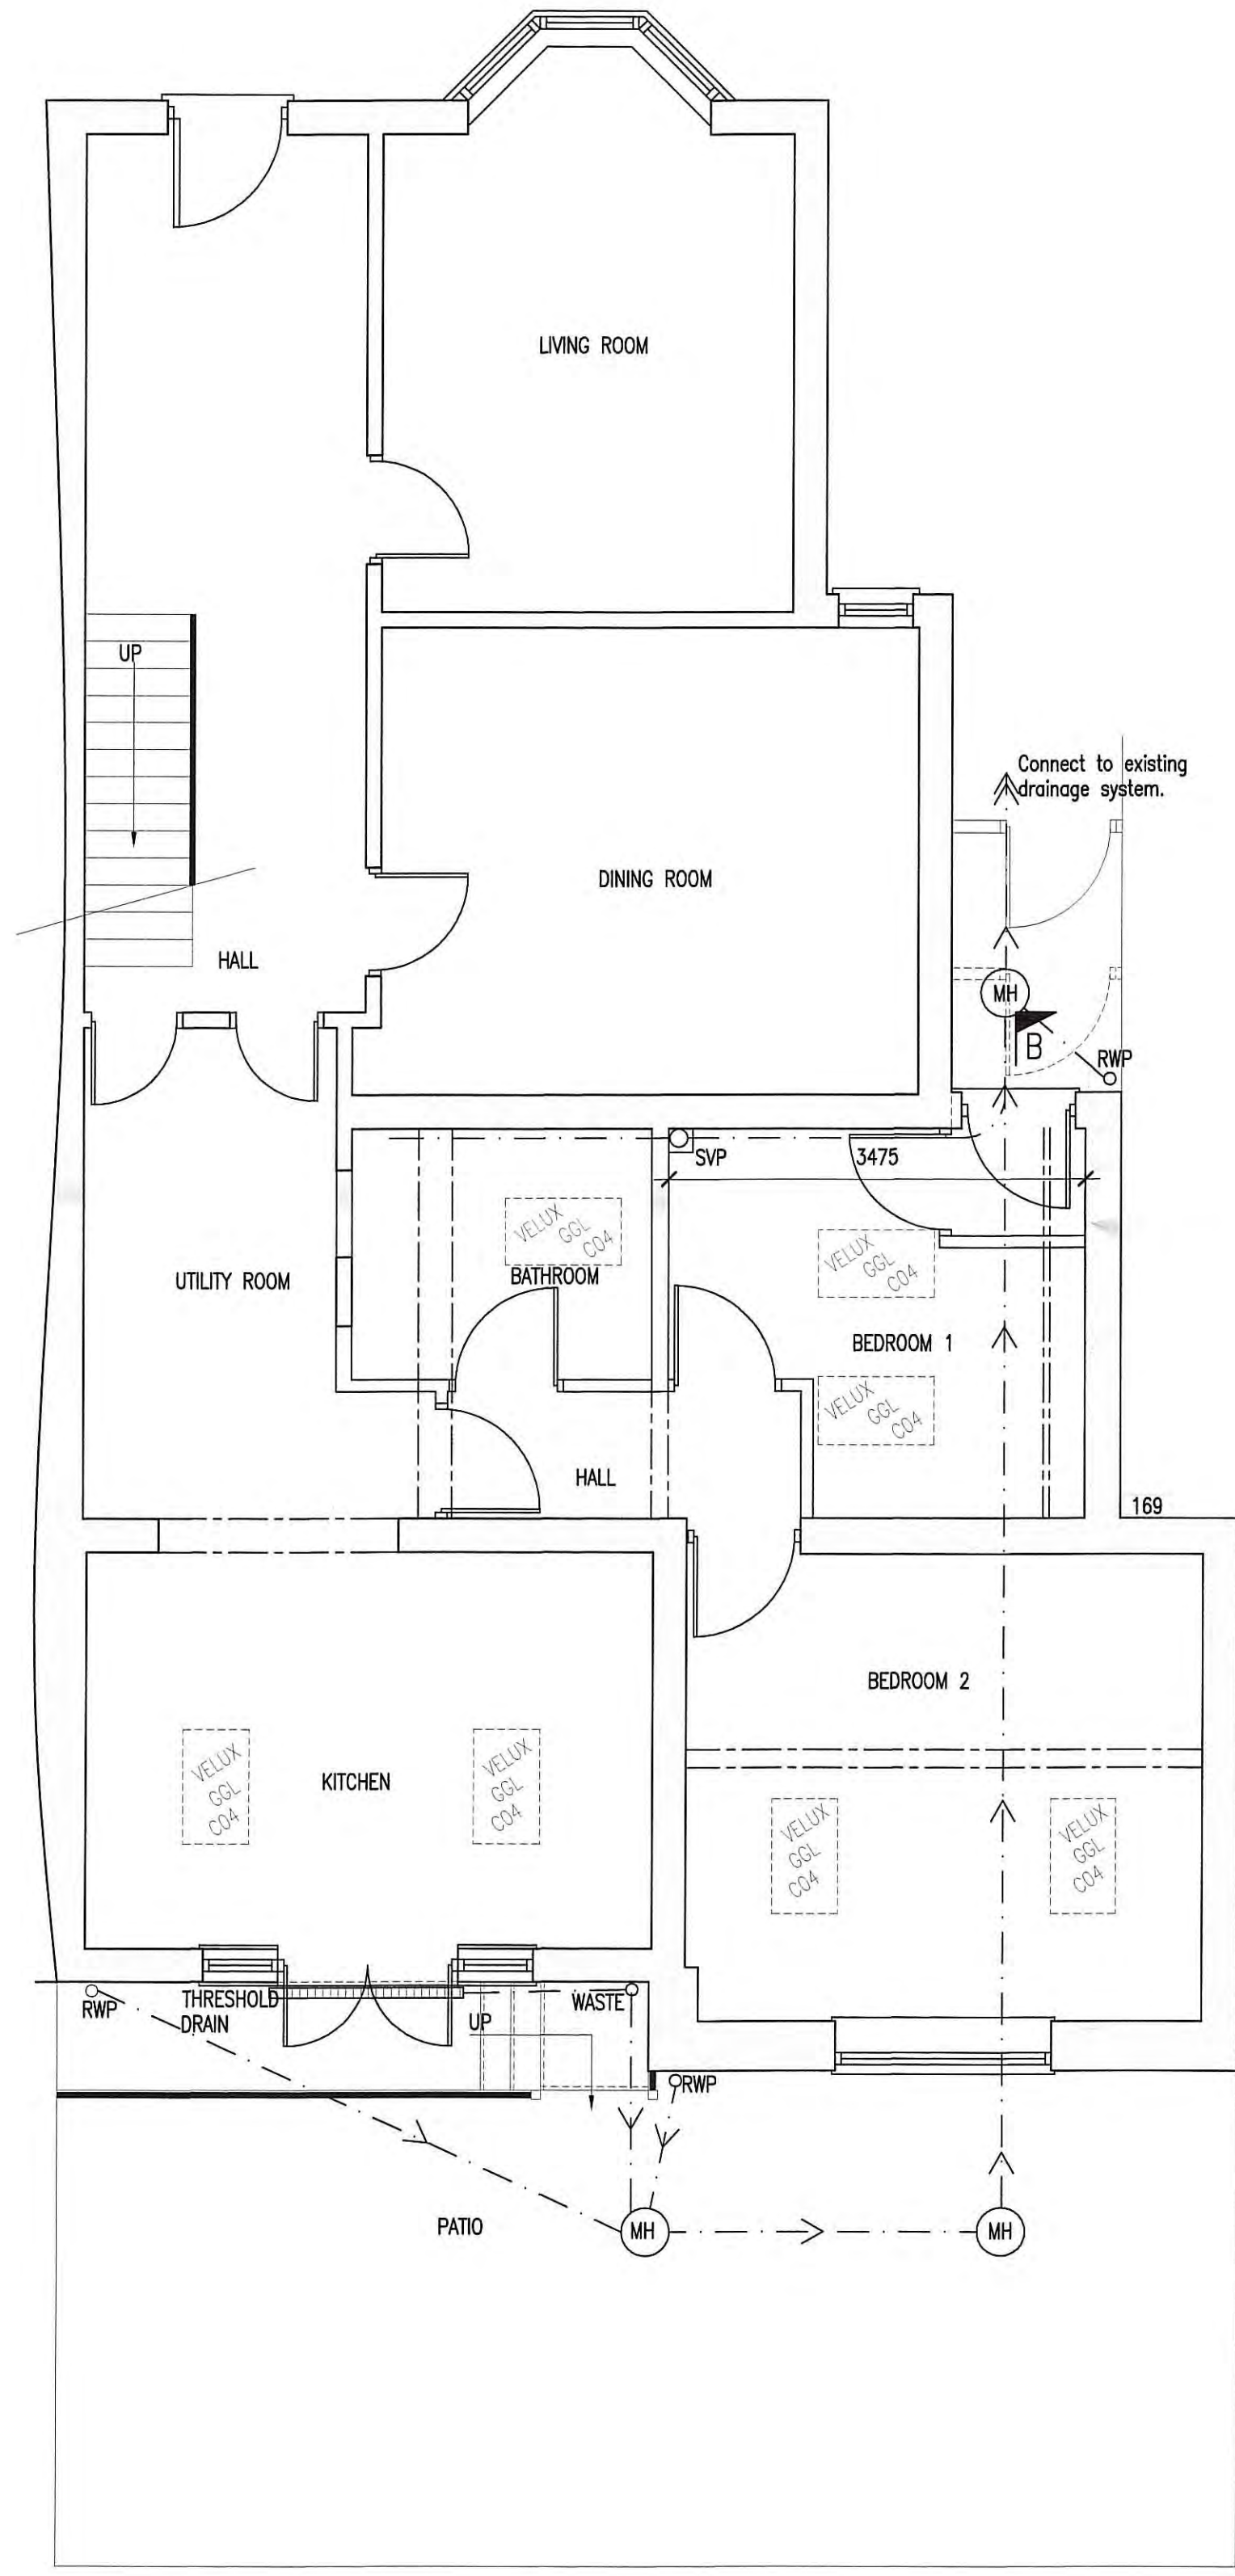 LIVING ROOM
UP
Connect to existing
drainage system.
DINING ROOM
HALL
MH
B
RWP
SVP
3475
VELUX
GGL
C04
BATHROOM
VELUX
GGL
C04
UTILITY ROOM
BEDROOM 1
VELUX
GGL
C04
HALL
169
BEDROOM 2
VELUX
GGL
C04
VELUX
GGL
C04
KITCHEN
VELUX
GGL
C04
VELUX
GGL
C04
RWP
THRESHOLD
DRAIN
UP
WASTE
RWP
PATIO
MH
MH